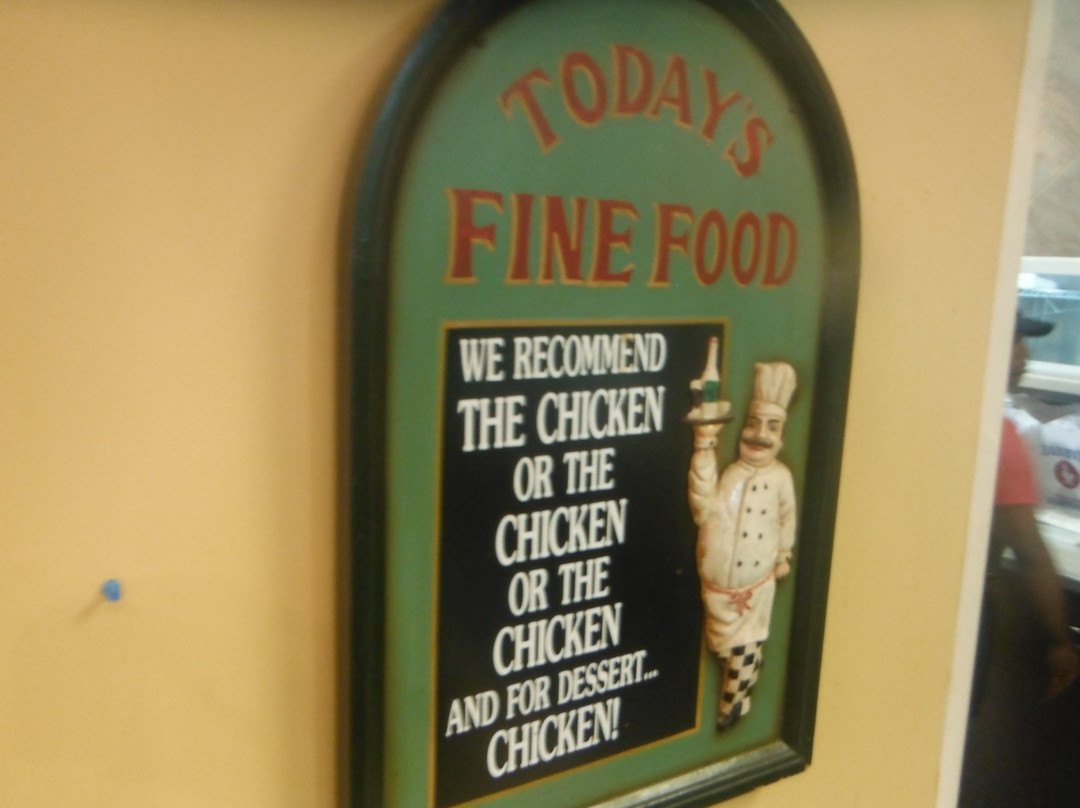 TODAY'S
FINE FOOD
WE RECOMMEND
THE CHICKEN
OR THE
CHICKEN
OR THE
CHICKEN
AND FOR DESSERT...
CHICKEN!